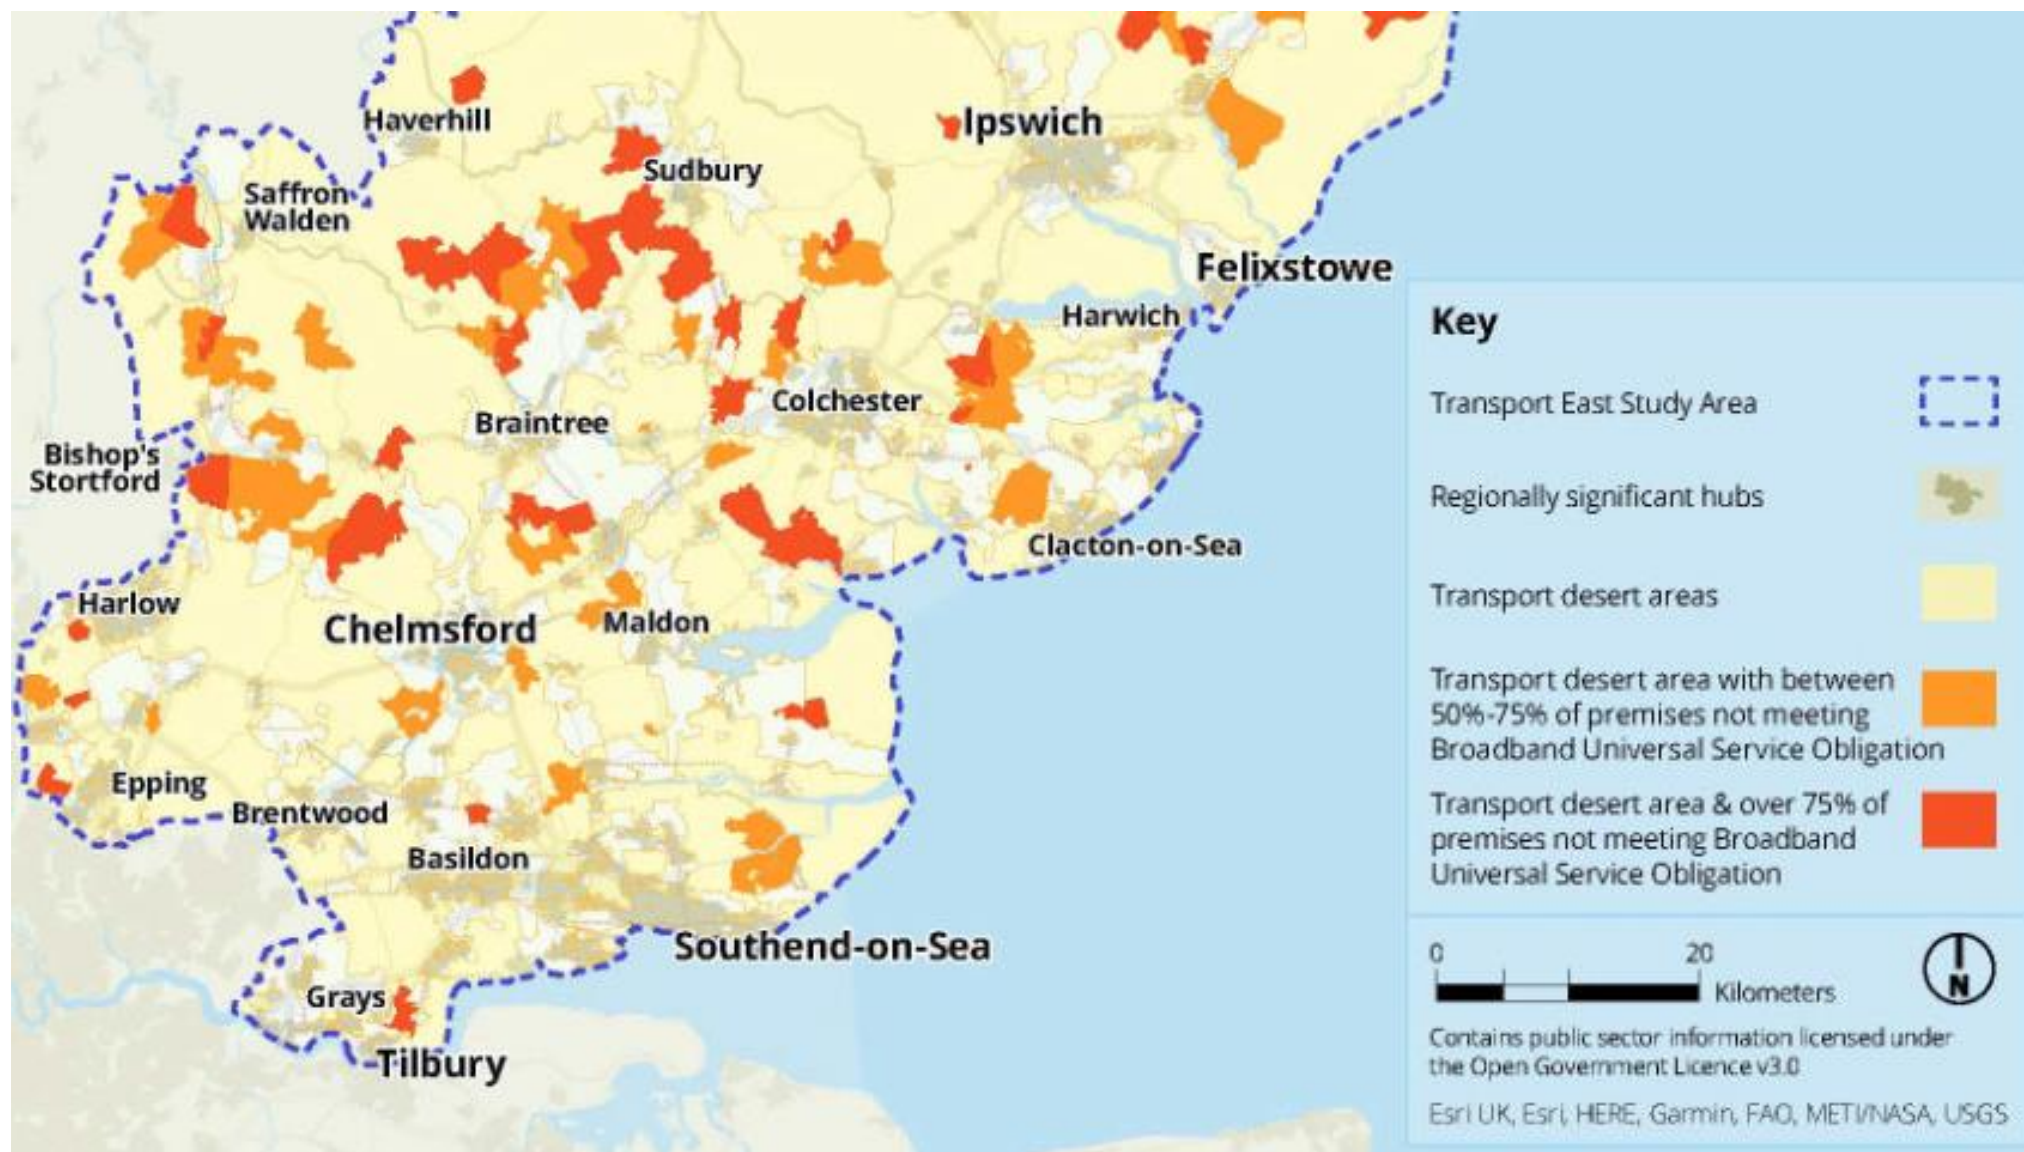 Haverhill
Ipswich
Sudbury
Saffron
Walden
Felixstowe
Harwich
Colchester
Braintree
Bishop's
Stortford
Clacton-on-Sea
Harlow
Chelmsford
Maldon
Epping
Brentwood
Basildon
Southend-on-Sea
Grays
Tilbury
Key
Transport East Study Area
Regionally significant hubs
Transport desert areas
Transport desert area with between
50%-75% of premises not meeting
Broadband Universal Service Obligation
Transport desert area & over 75% of
premises not meeting Broadband
Universal Service Obligation
0 20
Kilometers
N
Contains public sector information licensed under
the Open Government Licence v3.0
Esri UK, Esri, HERE, Garmin, FAO, METI/NASA, USGS